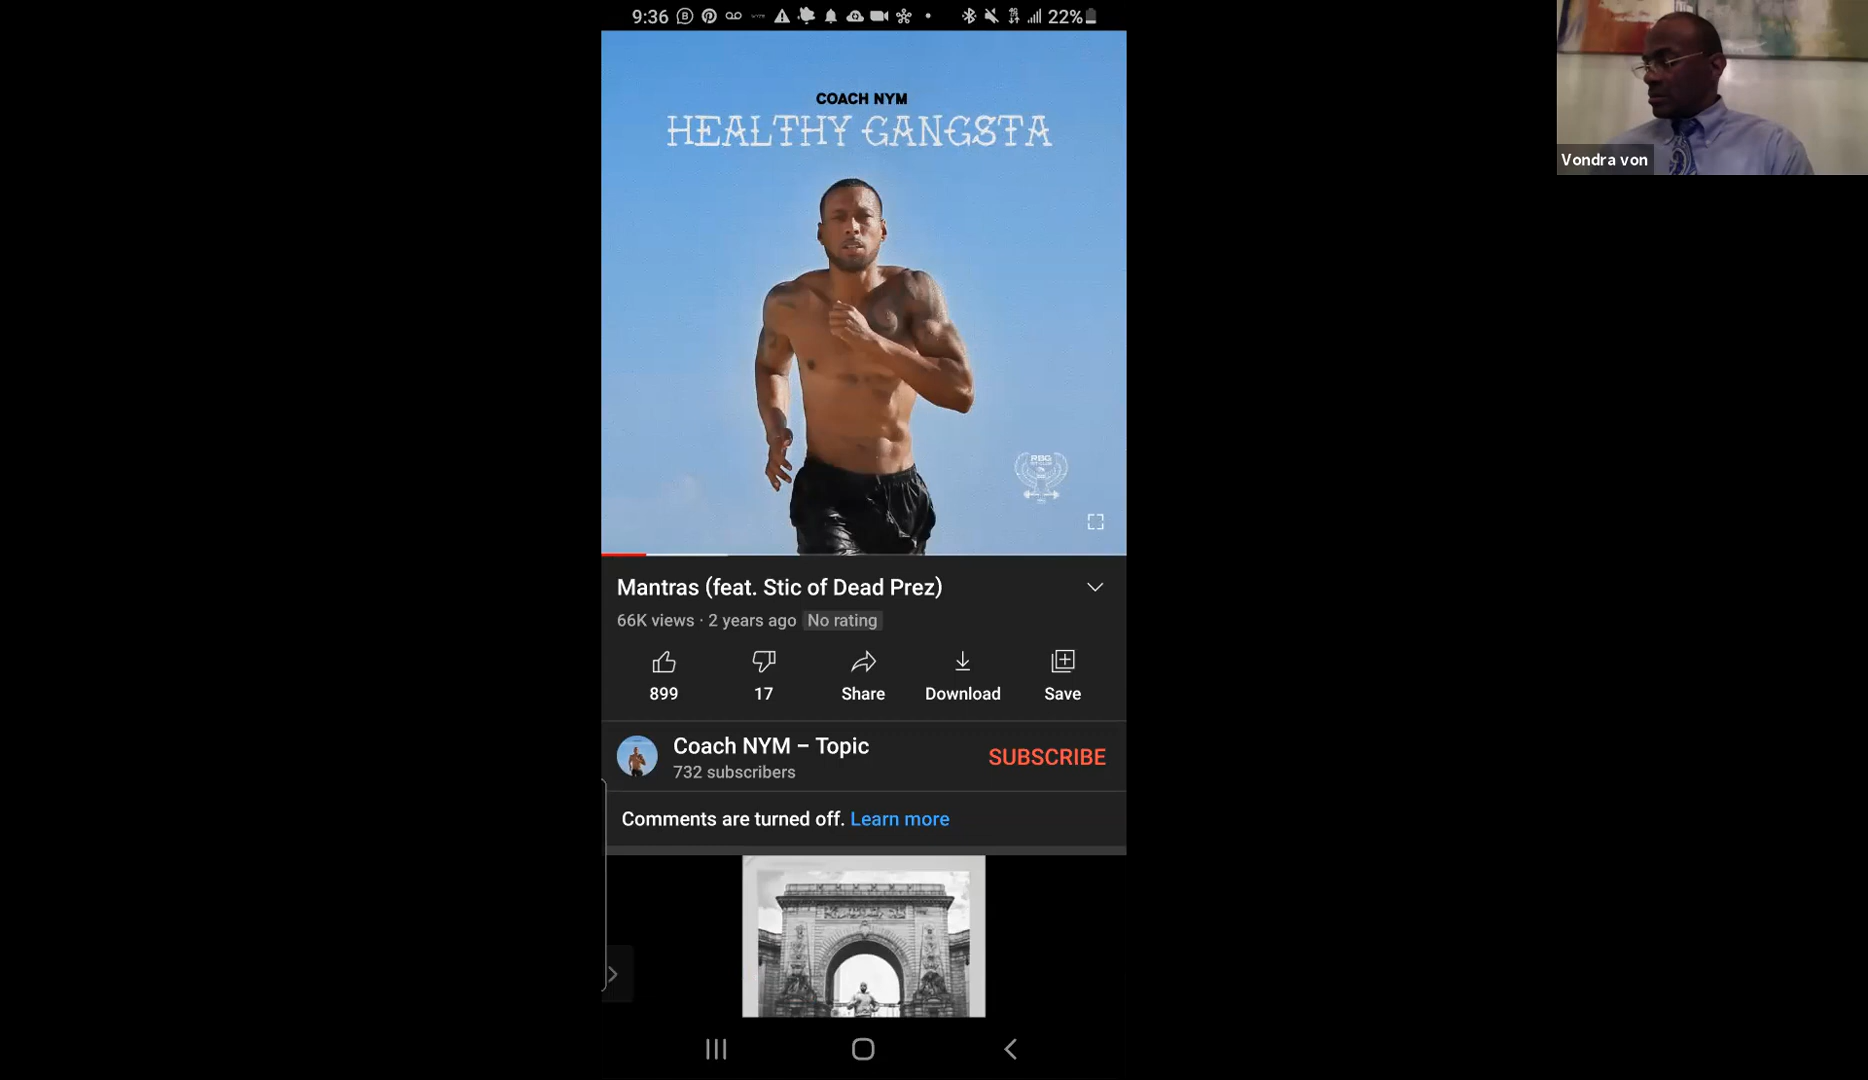 9:36
22%
Vondra von
COACH NYM
HEALTHY GANGSTA
RBG
Mantras (feat. Stic of Dead Prez)
66K views · 2 years ago No rating
899
17
Share
Download
Save
Coach NYM – Topic
732 subscribers
SUBSCRIBE
Comments are turned off. Learn more